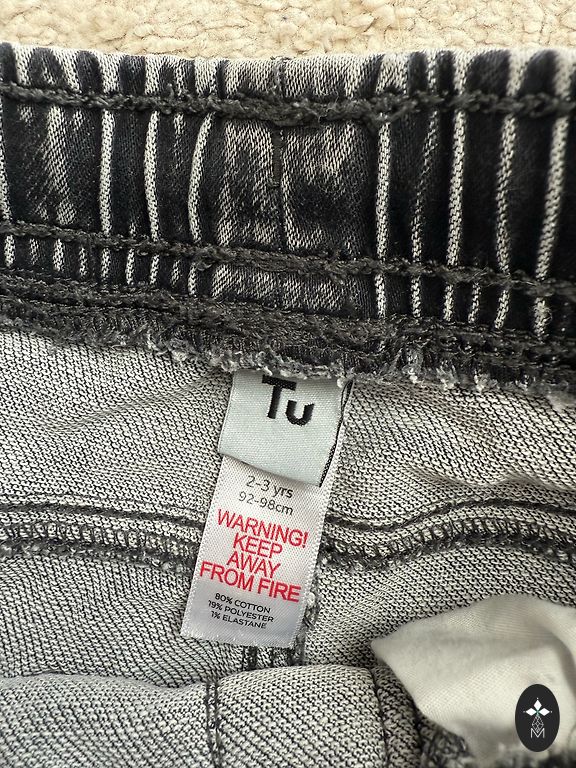 Tu
2-3 yrs
92-98cm
WARNING!
KEEP
AWAY
FROM FIRE
80% COTTON
19% POLYESTER
1% ELASTANE
M